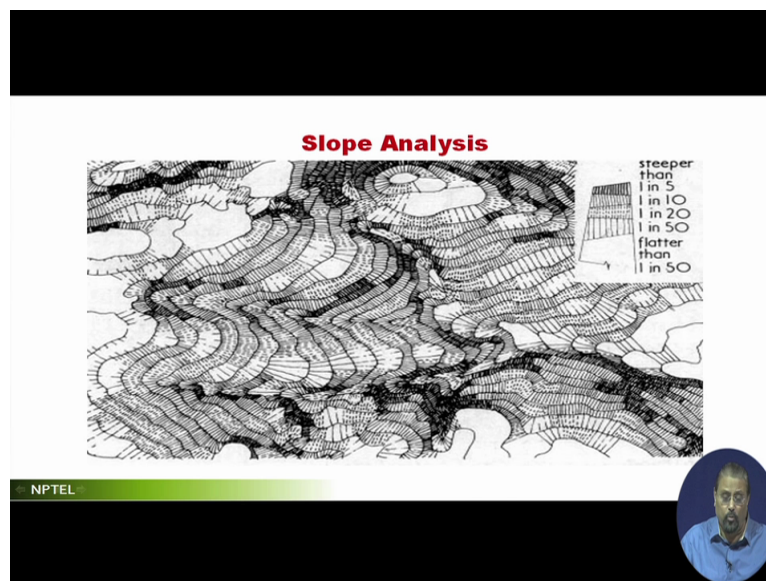 Slope Analysis
steeper
than
1 in 5
1 in 10
1 in 20
1 in 50
flatter
than
1 in 50
NPTEL